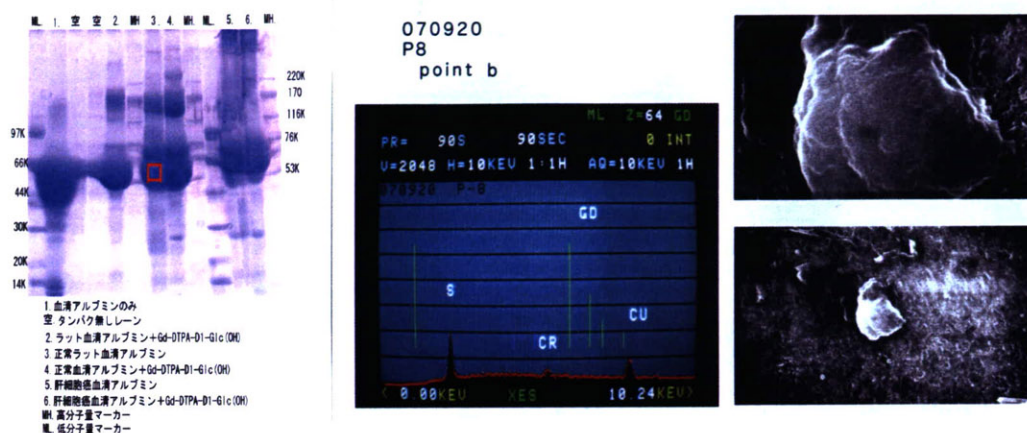 ML 1. 空 空 2. MH 3. 4. MH. ML. 5. 6. MH.
220K
170
116K
76K
53K
97K
66K
44K
30K
20K
14K
1. 血清アルブミンのみ
空. タンパク無しレーン
2. ラット血清アルブミン+Gd-DTPA-D1-Glc(OH)
3. 正常ラット血清アルブミン
4. 正常血清アルブミン+Gd-DTPA-D1-Glc(OH)
5. 肝細胞癌血清アルブミン
6. 肝細胞癌血清アルブミン+Gd-DTPA-D1-Glc(OH)
MH. 高分子量マーカー
ML. 低分子量マーカー
070920
P8
point b
ML Z=64 GD
PR= 90S 90SEC 0 INT
V=2048 H=10KEV 1:1H AQ=10KEV 1H
070920 P-8
GD
S
CU
CR
< 0.00KEV XES 10.24KEV>